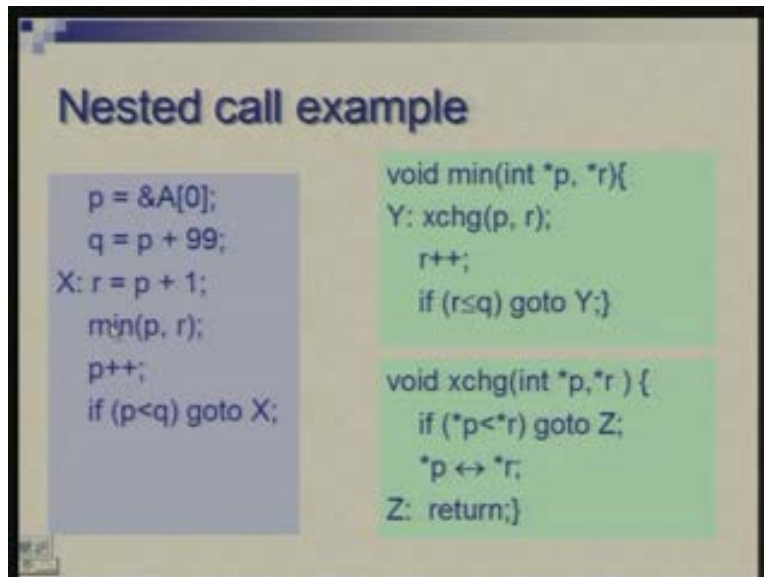 Nested call example
p = &A[0];
q = p + 99;
X: r = p + 1;
min(p, r);
p++;
if (p<q) goto X;
void min(int *p, *r){
Y: xchg(p, r);
r++;
if (r≤q) goto Y;}
void xchg(int *p,*r ) {
if (*p<*r) goto Z;
*p ↔ *r;
Z: return;}